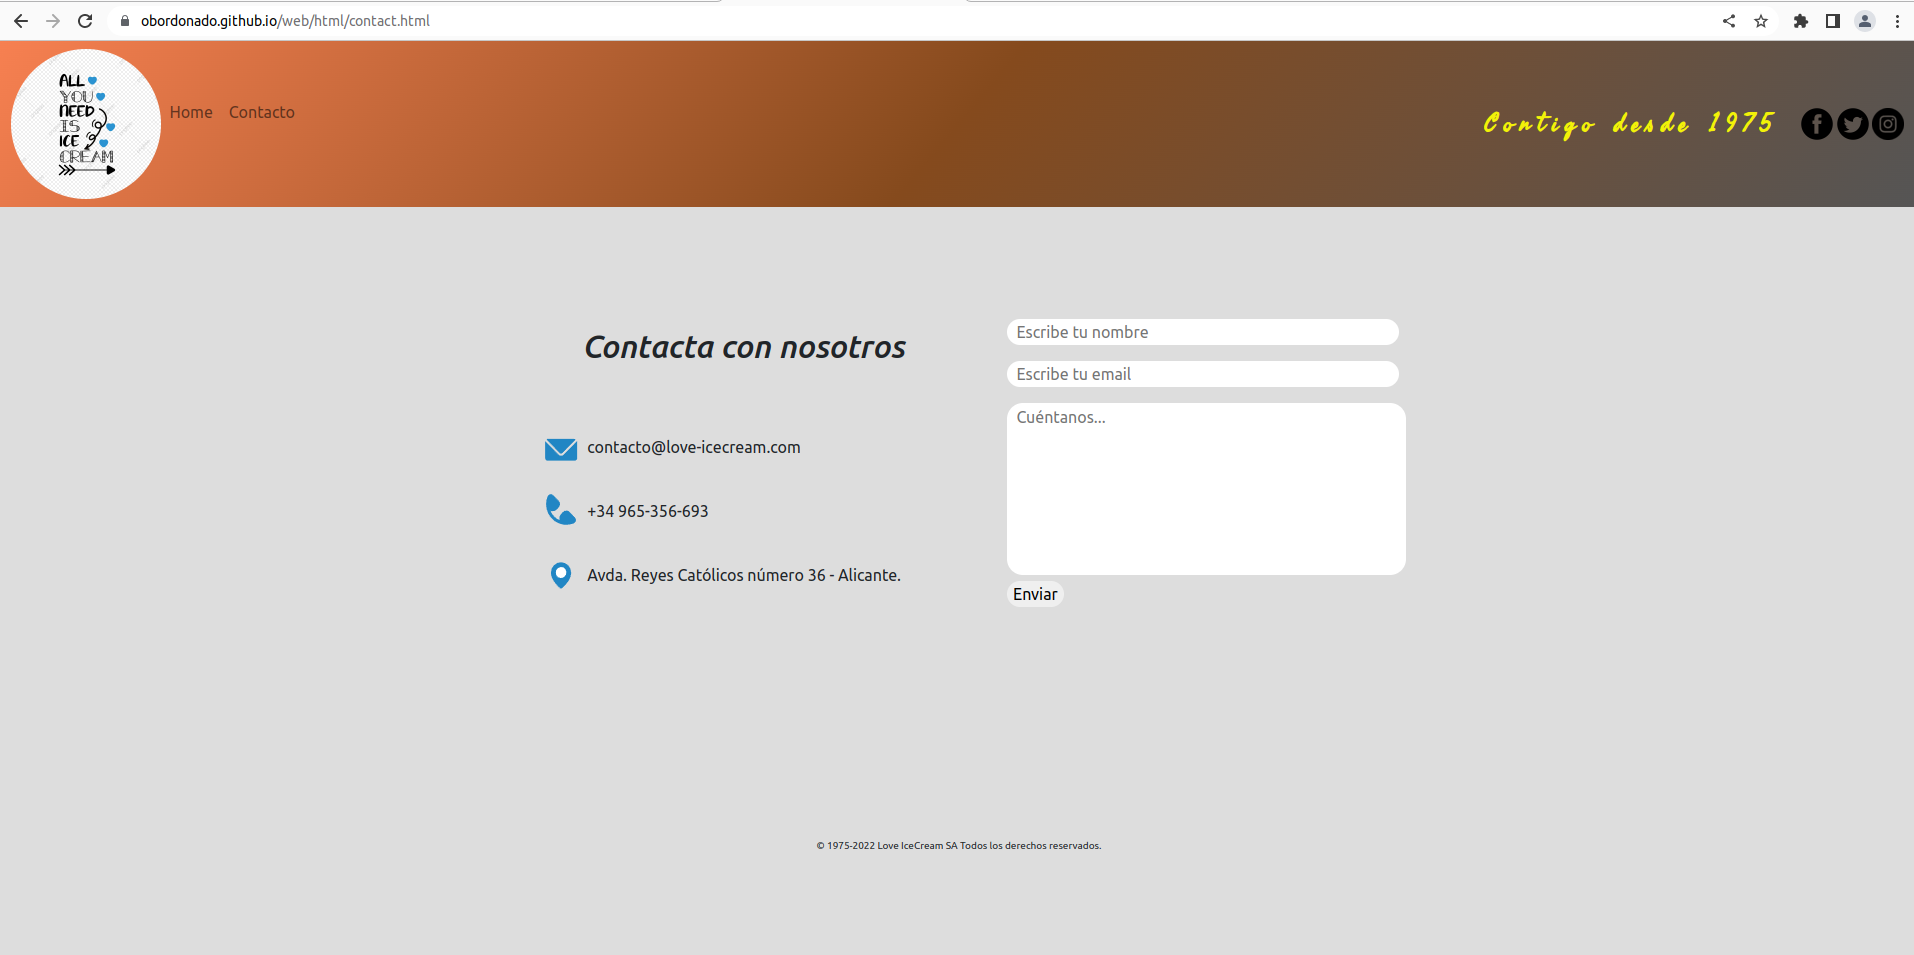 obordonado.github.io/web/html/contact.html
ALL
YOU
NEED
IS
ICE
CREAM
Home Contacto
Contigo desde 1975
Contacta con nosotros
contacto@love-icecream.com
+34 965-356-693
Avda. Reyes Católicos número 36 - Alicante.
Escribe tu nombre
Escribe tu email
Cuéntanos...
Enviar
© 1975-2022 Love IceCream SA Todos los derechos reservados.